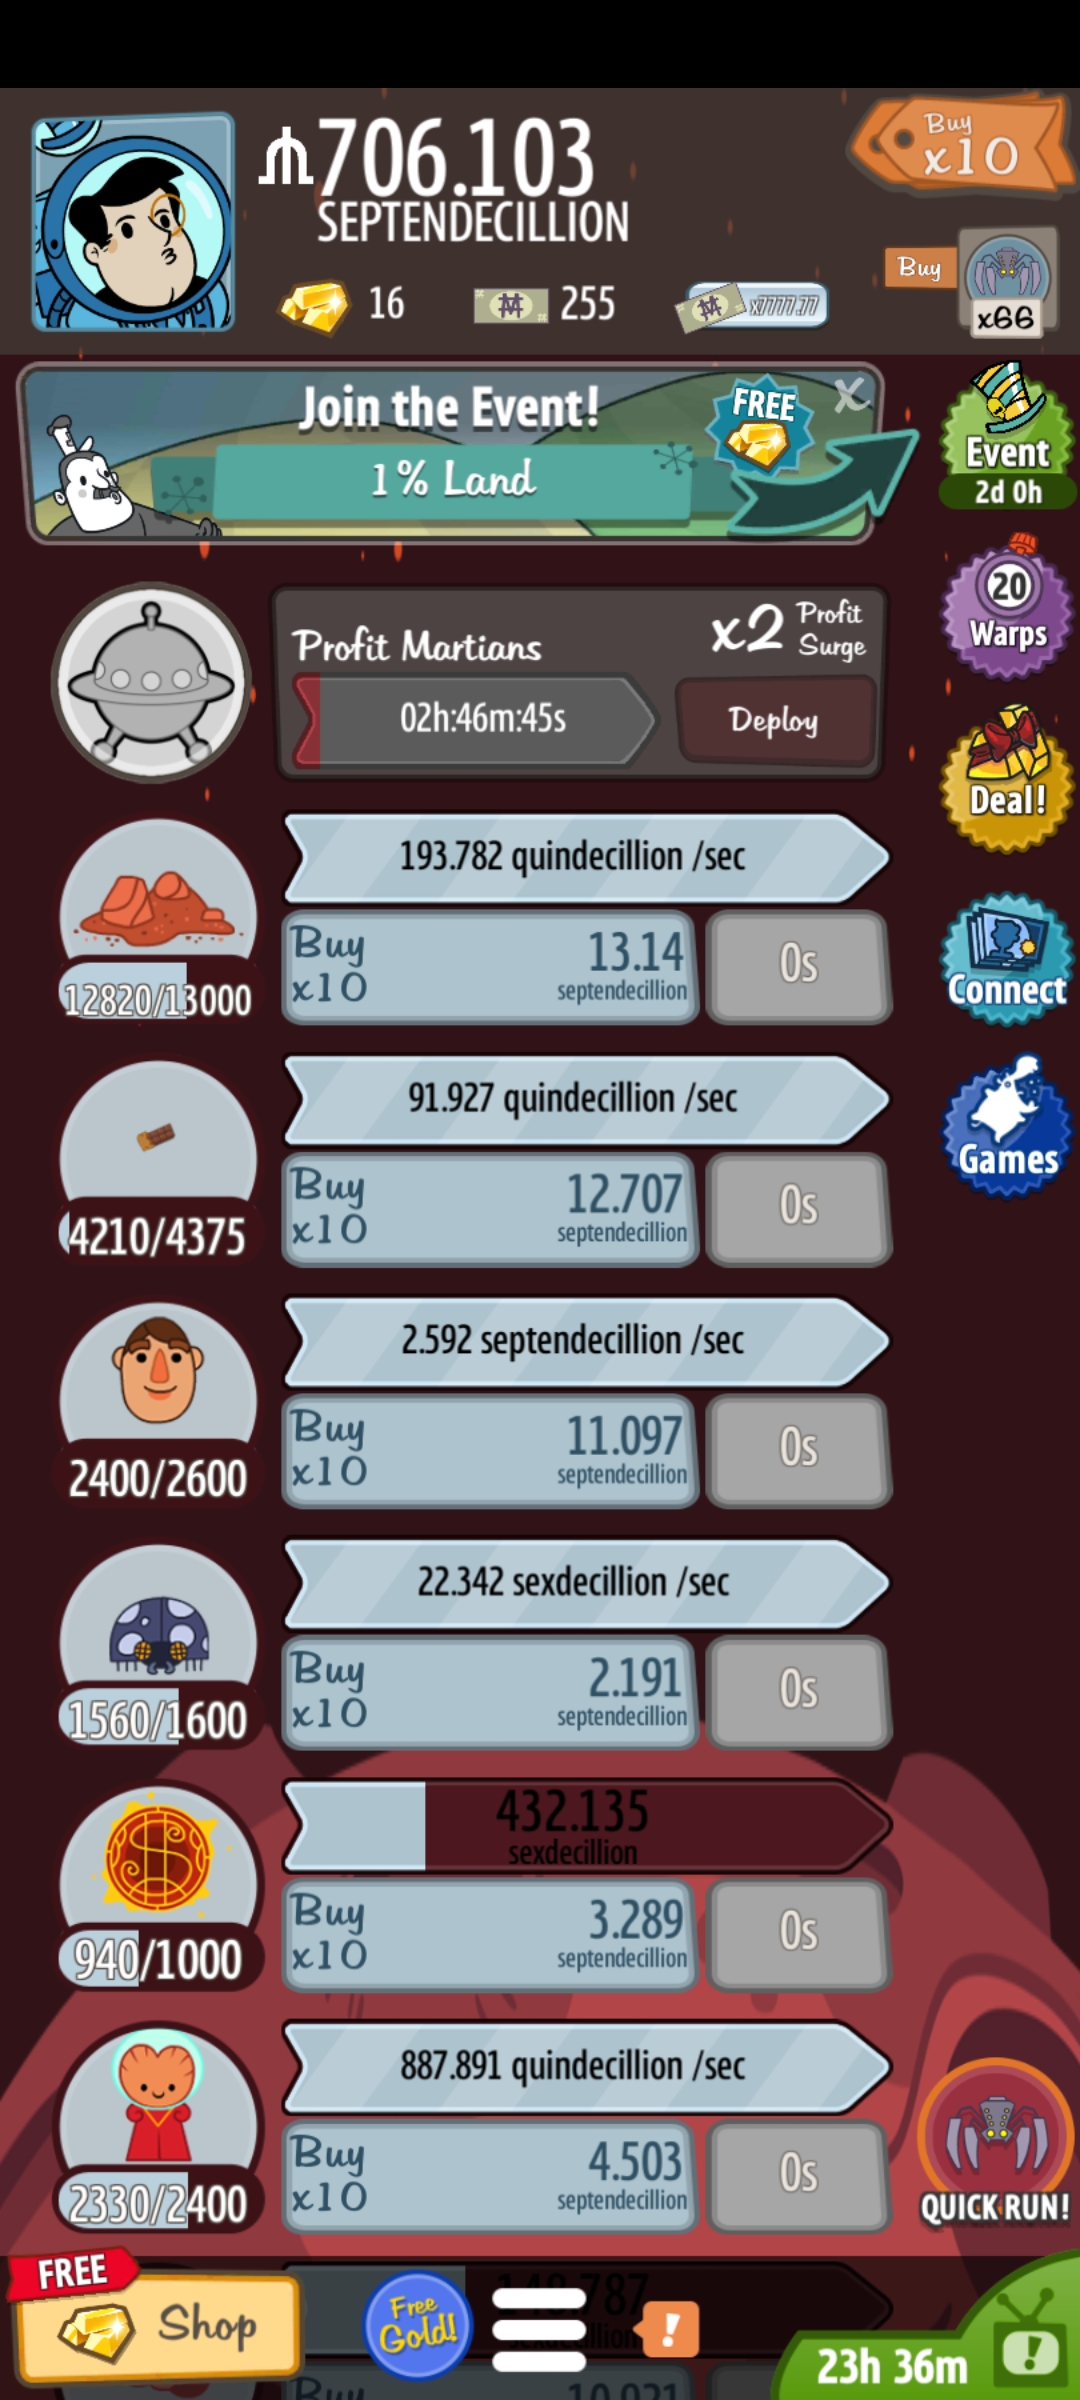 706.103
SEPTENDECILLION
Buy
x10
16
255
x7777.77
Buy
x66
Join the Event!
FREE
X
1% Land
Event
2d 0h
20
Warps
Profit Martians
x2 Profit
Surge
02h:46m:45s
Deploy
Deal!
193.782 quindecillion /sec
Buy
x10
13.14
septendecillion
0s
12820/13000
Connect
91.927 quindecillion /sec
Buy
x10
12.707
septendecillion
0s
4210/4375
Games
2.592 septendecillion /sec
Buy
x10
11.097
septendecillion
0s
2400/2600
22.342 sexdecillion /sec
Buy
x10
2.191
septendecillion
0s
1560/1600
432.135
sexdecillion
Buy
x10
3.289
septendecillion
0s
940/1000
887.891 quindecillion /sec
Buy
x10
4.503
septendecillion
0s
2330/2400
QUICK RUN!
FREE
Shop
Free
Gold!
!
23h 36m
!
Buy